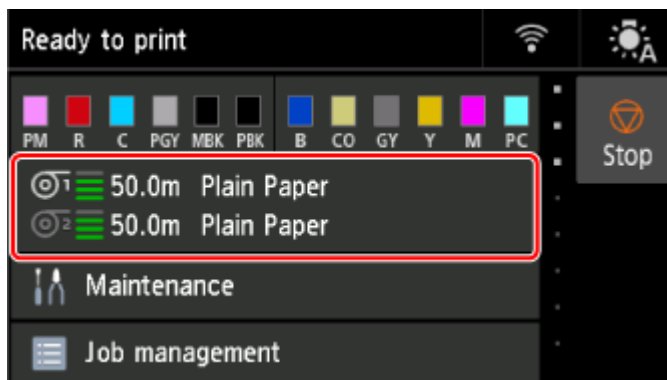 Ready to print
A
PM R C PGY MBK PBK B CO GY Y M PC
Stop
1 50.0m Plain Paper
2 50.0m Plain Paper
Maintenance
Job management